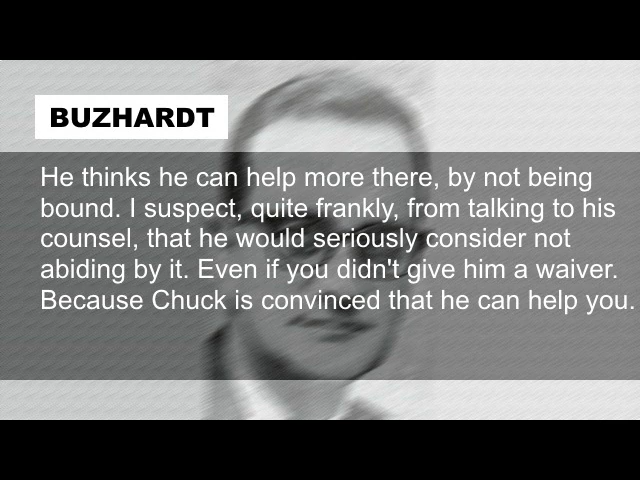 BUZHARDT
He thinks he can help more there, by not being
bound. I suspect, quite frankly, from talking to his
counsel, that he would seriously consider not
abiding by it. Even if you didn't give him a waiver.
Because Chuck is convinced that he can help you.